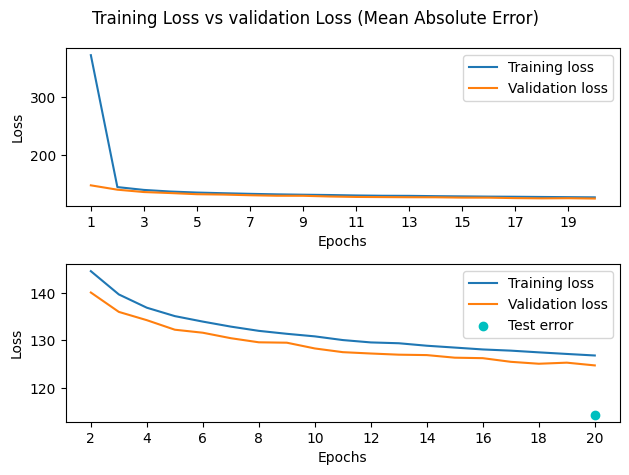 Training Loss vs validation Loss (Mean Absolute Error)
Training loss
Validation loss
300
200
Loss
1 3 5 7 9 11 13 15 17 19
Epochs
Training loss
Validation loss
Test error
140
130
120
Loss
2 4 6 8 10 12 14 16 18 20
Epochs